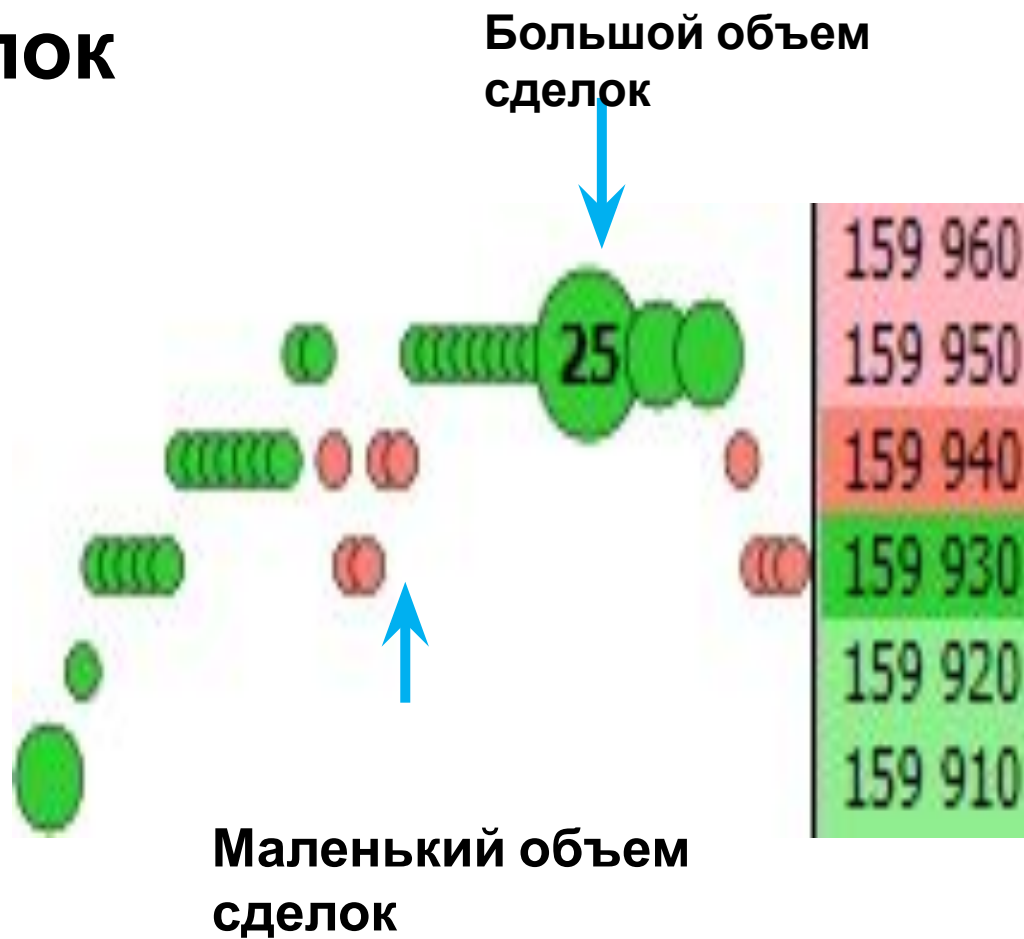 лок
Большой объем
сделок
159 960
25
159 950
159 940
159 930
159 920
159 910
Маленький объем
сделок